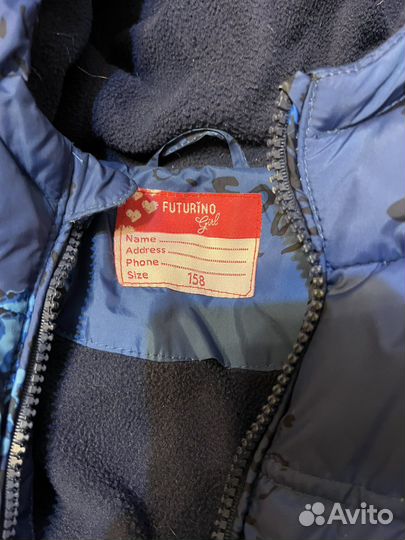 FUTURINO
Girl
Name
Address
Phone
Size 158
Avito